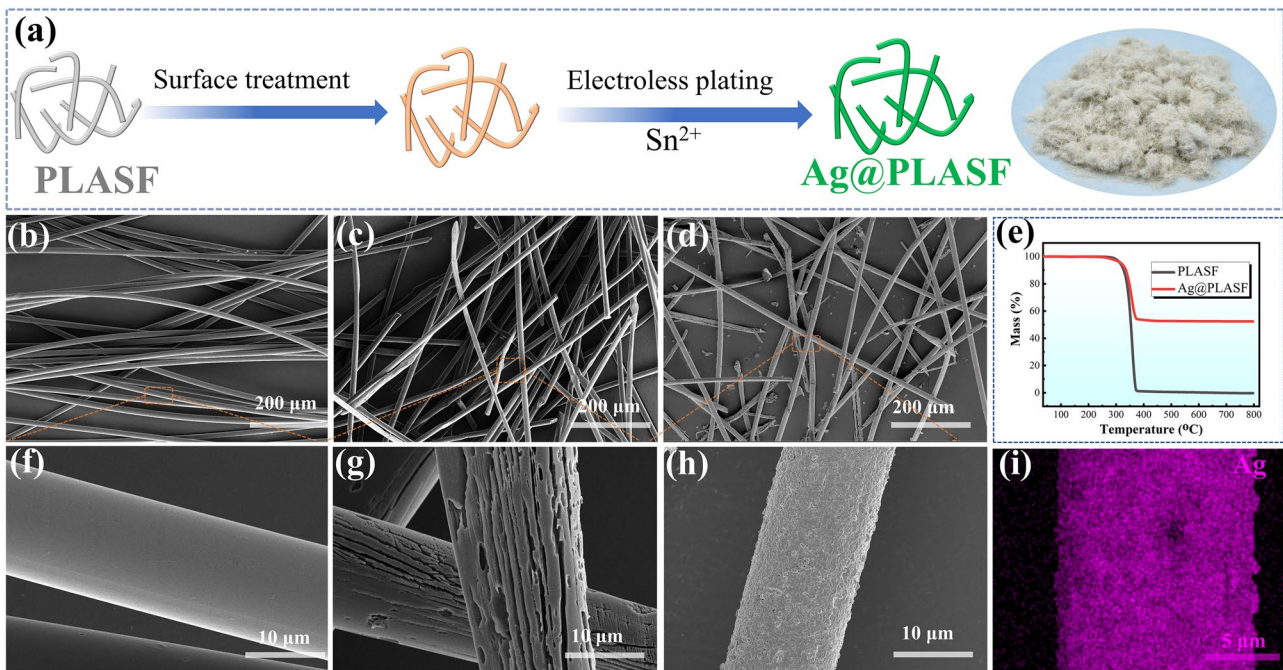 (a)
Surface treatment
Electroless plating
Sn²⁺
PLASF
Ag@PLASF
(b)
200 μm
(c)
200 μm
(d)
200 μm
(e)
PLASF
Ag@PLASF
100
80
60
40
20
0
Mass (%)
100 200 300 400 500 600 700 800
Temperature (⁰C)
(f)
10 μm
(g)
10 μm
(h)
10 μm
(i)
Ag
5 μm